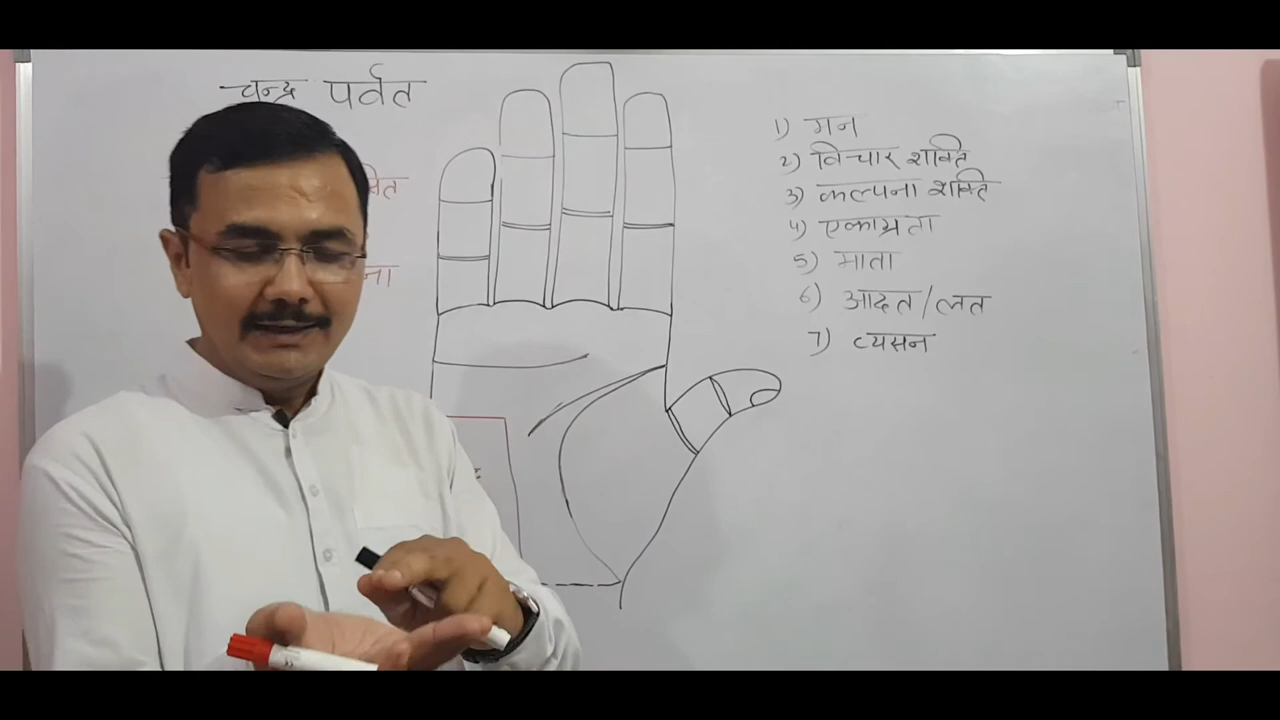 चन्द्र पर्वत
1) मन
2) विचार शक्ति
3) कल्पना शक्ति
4) एकाग्रता
5) माता
6) आदत/लत
7) व्यसन